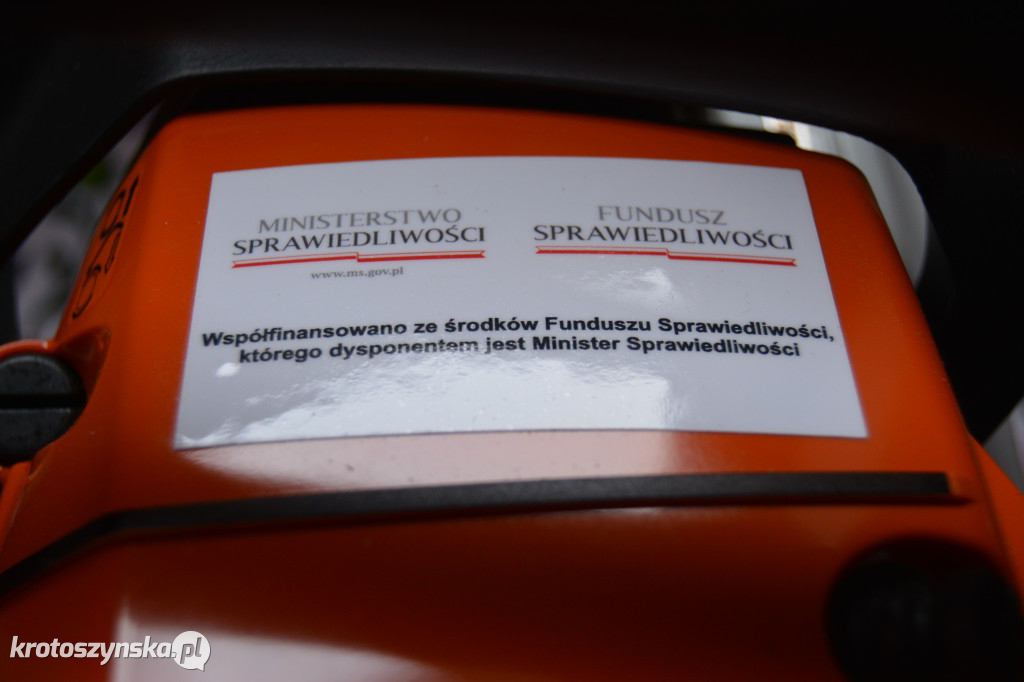 MINISTERSTWO
SPRAWIEDLIWOŚCI
www.ms.gov.pl
FUNDUSZ
SPRAWIEDLIWOŚCI
Współfinansowano ze środków Funduszu Sprawiedliwości,
którego dysponentem jest Minister Sprawiedliwości
krotoszynska.pl